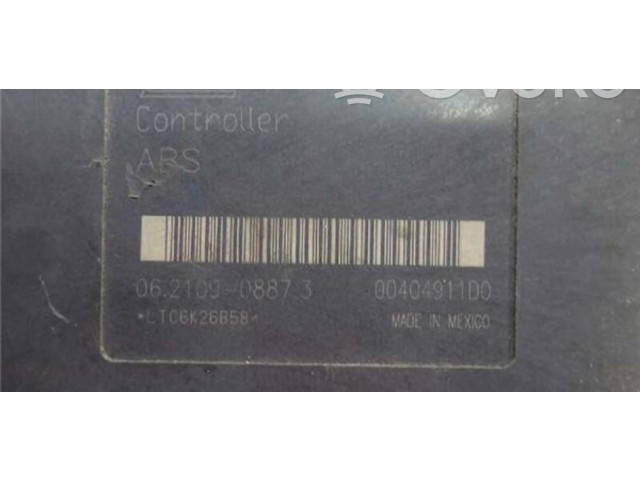 Controller
ABS
06.2109-0887.3 00404911D0
*LTC6K26B58* MADE IN MEXICO